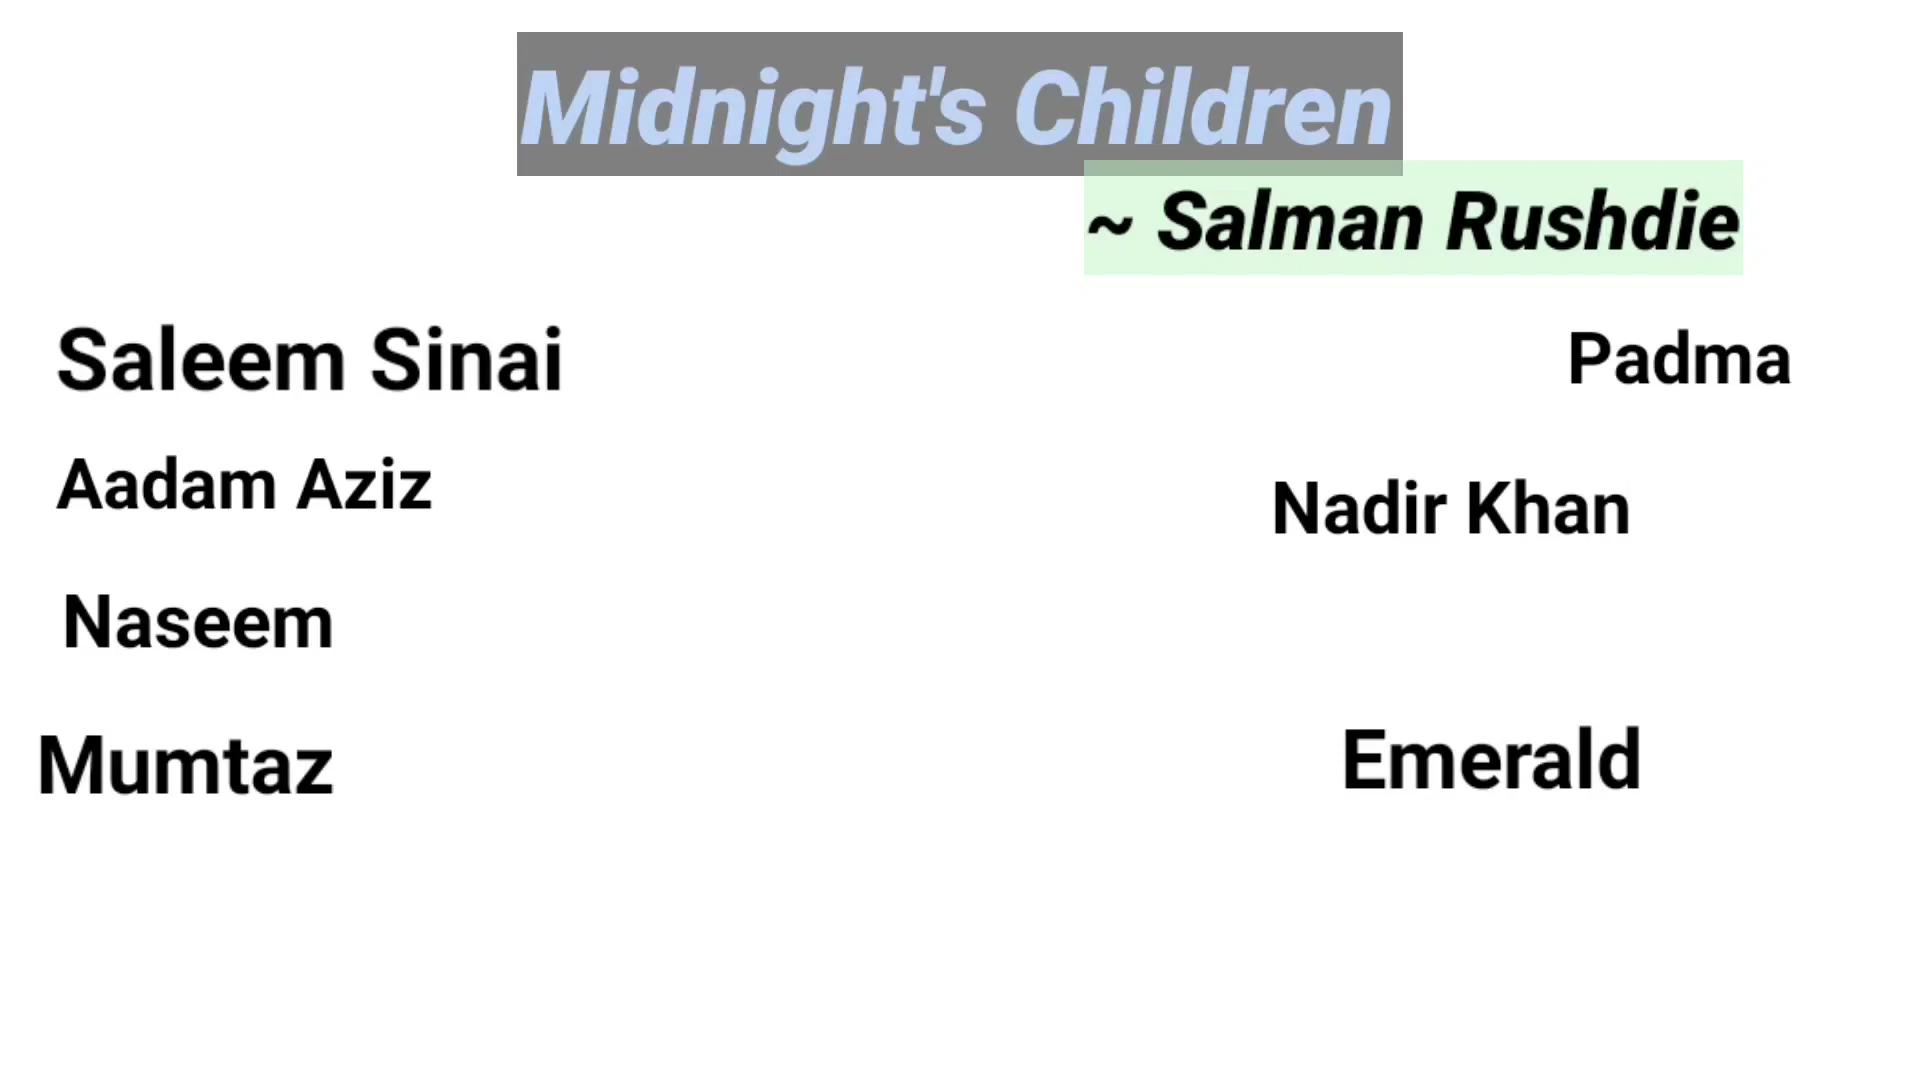 Midnight's Children
~ Salman Rushdie
Saleem Sinai
Padma
Aadam Aziz
Nadir Khan
Naseem
Mumtaz
Emerald